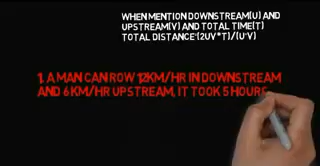 WHEN MENTION DOWNSTREAM(U) AND
UPSTREAM(V) AND TOTAL TIME(T)
TOTAL DISTANCE=(2UV*T)/(U+V)
1. A MAN CAN ROW 12KM/HR IN DOWNSTREAM
AND 6 KM/HR UPSTREAM, IT TOOK 5 HOURS